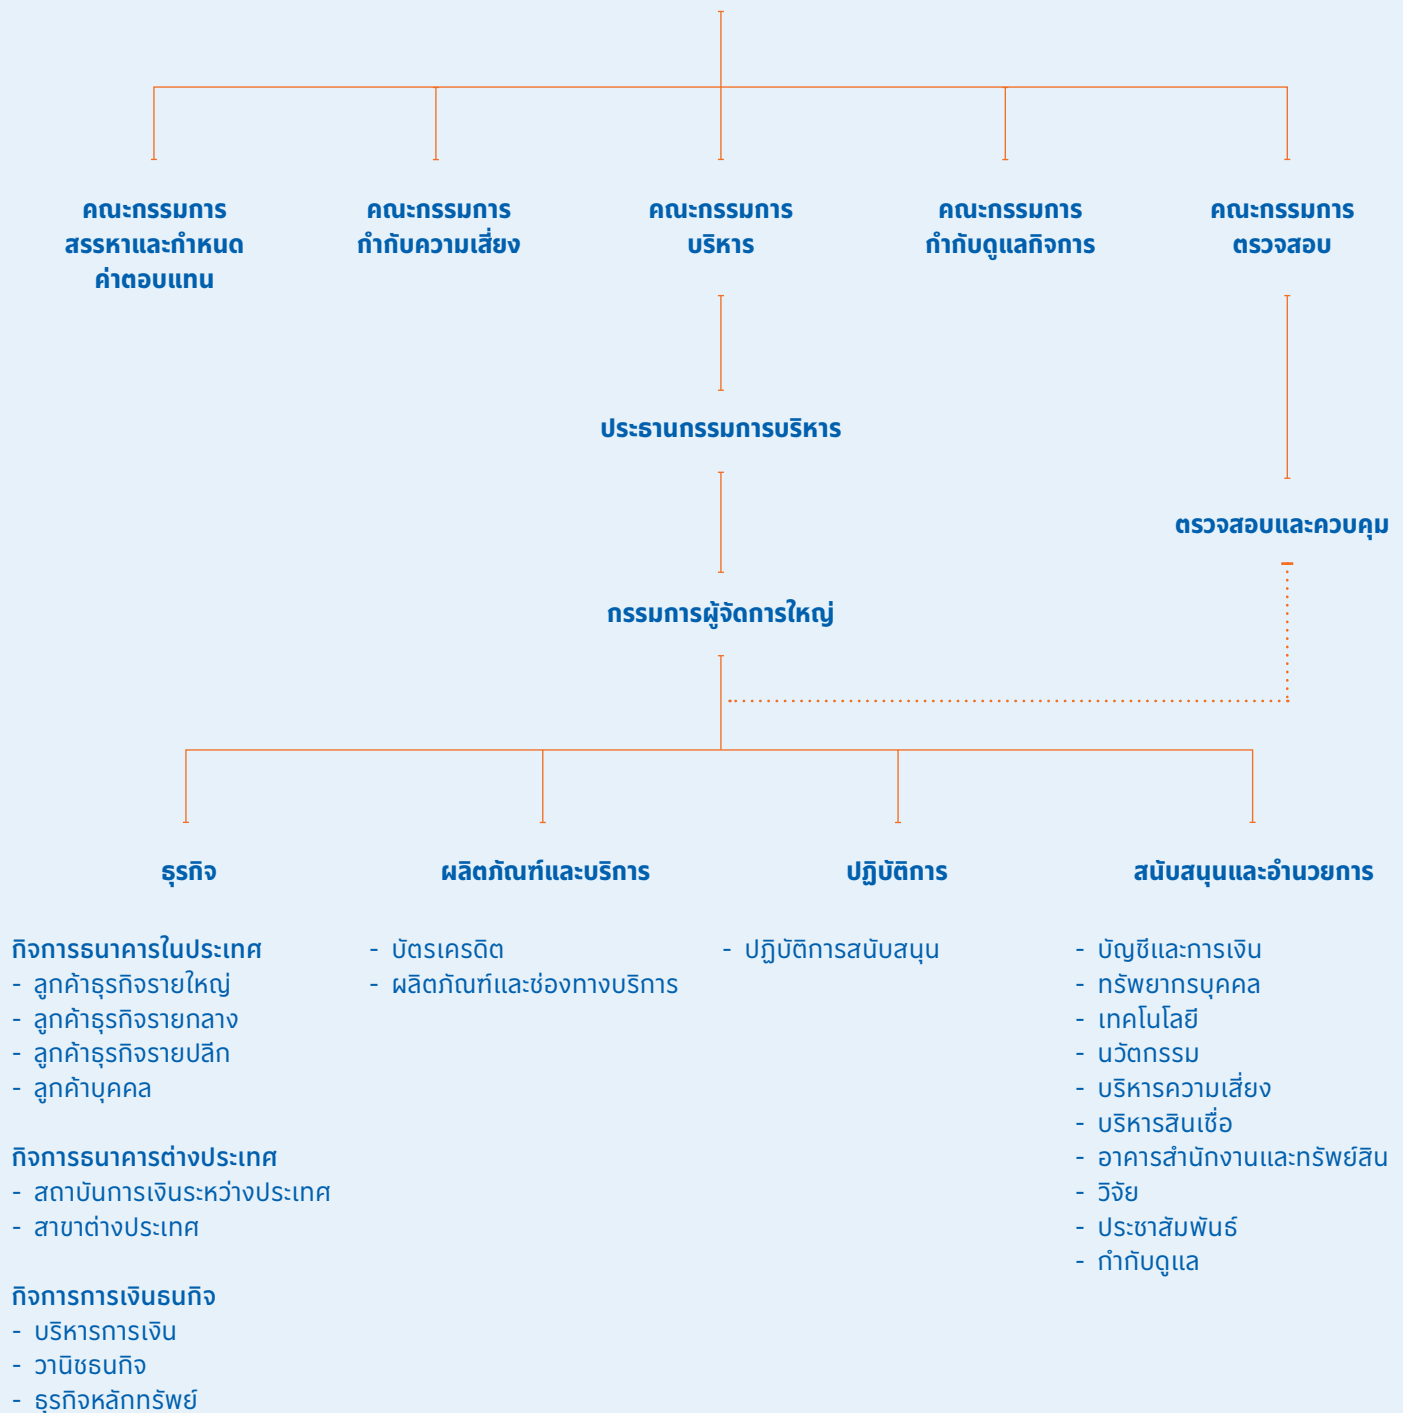 คณะกรรมการ
สรรหาและกำหนด
ค่าตอบแทน
คณะกรรมการ
กำกับความเสี่ยง
คณะกรรมการ
บริหาร
คณะกรรมการ
กำกับดูแลกิจการ
คณะกรรมการ
ตรวจสอบ
ประธานกรรมการบริหาร
ตรวจสอบและควบคุม
กรรมการผู้จัดการใหญ่
ธุรกิจ
กิจการธนาคารในประเทศ
- ลูกค้าธุรกิจรายใหญ่
- ลูกค้าธุรกิจรายกลาง
- ลูกค้าธุรกิจรายปลีก
- ลูกค้าบุคคล
กิจการธนาคารต่างประเทศ
- สถาบันการเงินระหว่างประเทศ
- สาขาต่างประเทศ
กิจการการเงินธนกิจ
- บริหารการเงิน
- วานิชธนกิจ
- ธุรกิจหลักทรัพย์
ผลิตภัณฑ์และบริการ
- บัตรเครดิต
- ผลิตภัณฑ์และช่องทางบริการ
ปฏิบัติการ
- ปฏิบัติการสนับสนุน
สนับสนุนและอำนวยการ
- บัญชีและการเงิน
- ทรัพยากรบุคคล
- เทคโนโลยี
- นวัตกรรม
- บริหารความเสี่ยง
- บริหารสินเชื่อ
- อาคารสำนักงานและทรัพย์สิน
- วิจัย
- ประชาสัมพันธ์
- กำกับดูแล